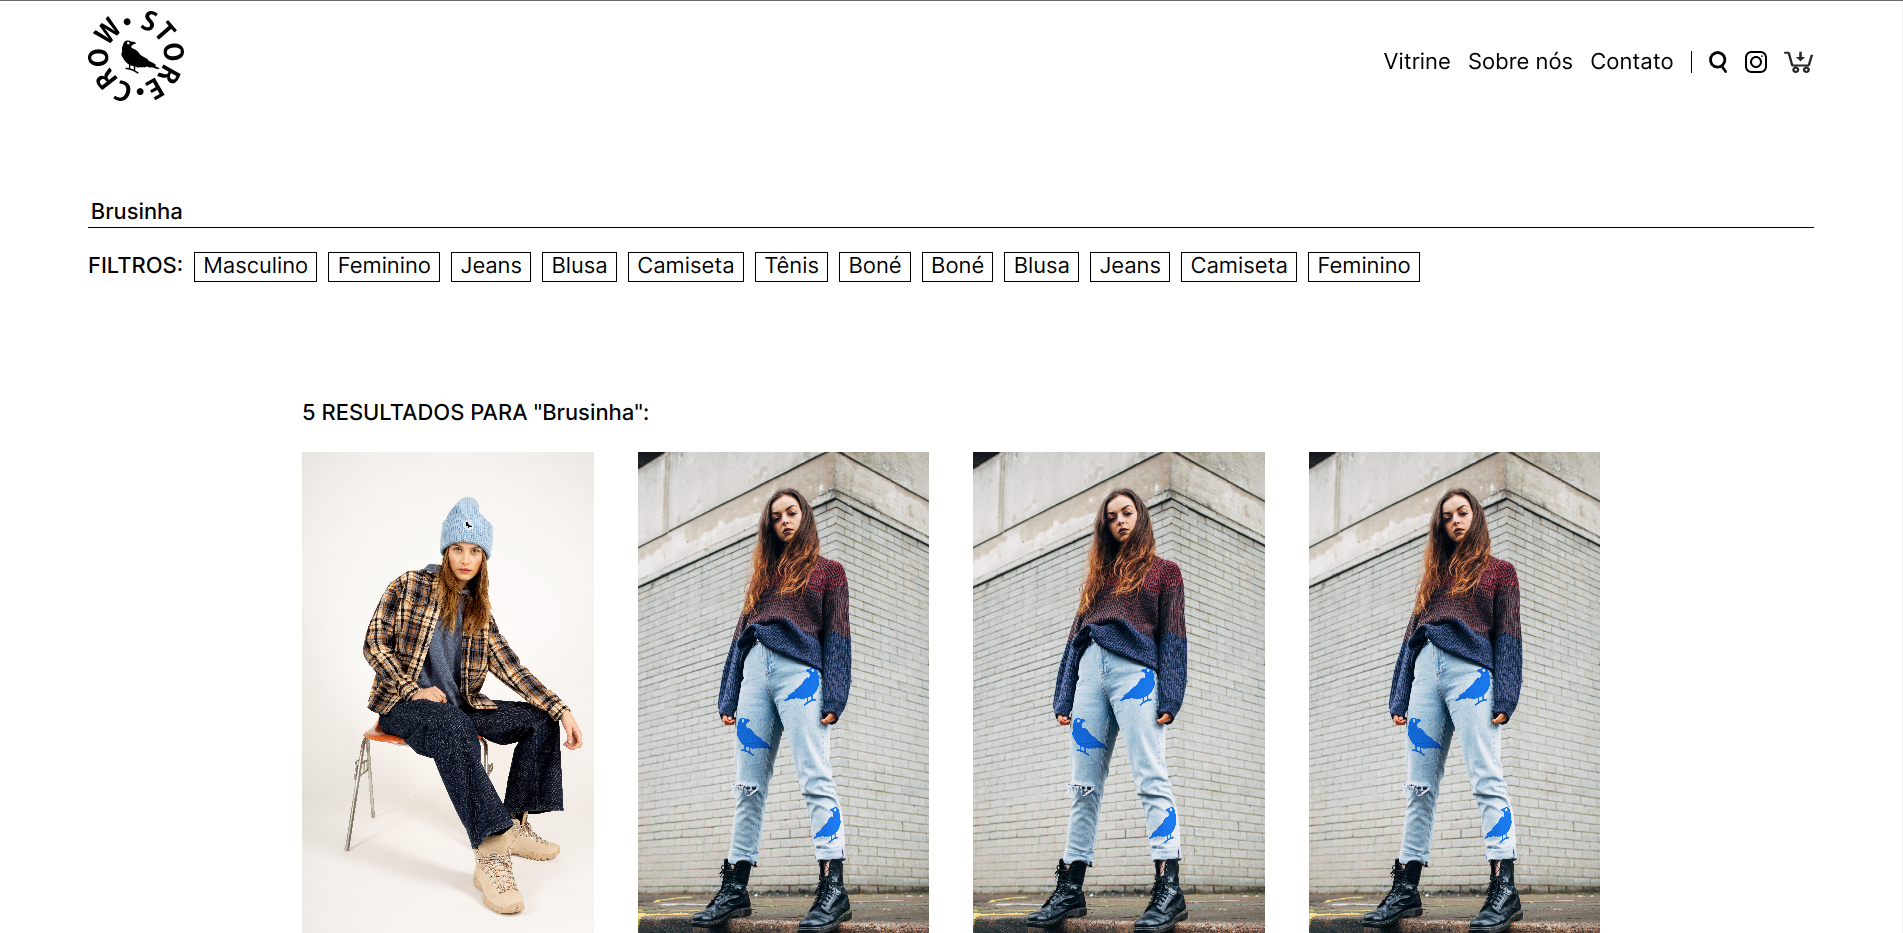 CROW • STORE •
Vitrine Sobre nós Contato
Brusinha
FILTROS: Masculino Feminino Jeans Blusa Camiseta Tênis Boné Boné Blusa Jeans Camiseta Feminino
5 RESULTADOS PARA "Brusinha":